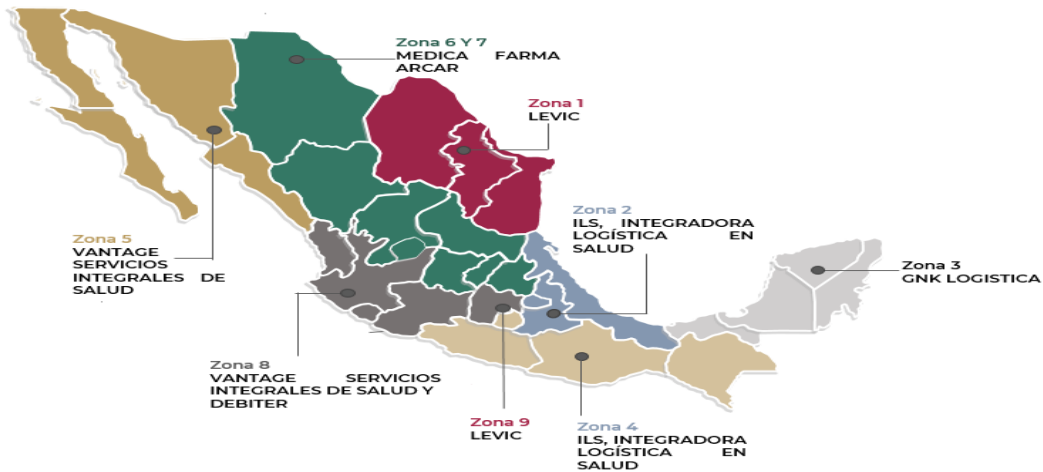 Zona 6 Y 7
MEDICA FARMA
ARCAR
Zona 1
LEVIC
Zona 2
ILS, INTEGRADORA
LOGÍSTICA EN
SALUD
Zona 5
VANTAGE
SERVICIOS
INTEGRALES DE
SALUD
Zona 3
GNK LOGISTICA
Zona 8
VANTAGE SERVICIOS
INTEGRALES DE SALUD Y
DEBITER
Zona 9
LEVIC
Zona 4
ILS, INTEGRADORA
LOGÍSTICA EN
SALUD